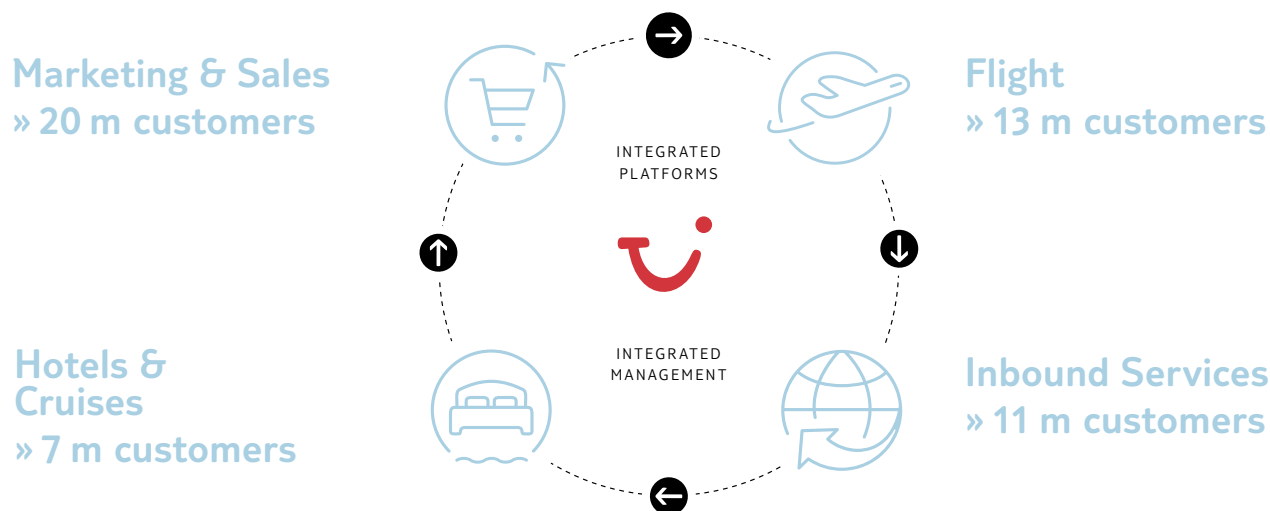 Marketing & Sales
» 20 m customers
Flight
» 13 m customers
INTEGRATED
PLATFORMS
INTEGRATED
MANAGEMENT
Hotels &
Cruises
» 7 m customers
Inbound Services
» 11 m customers